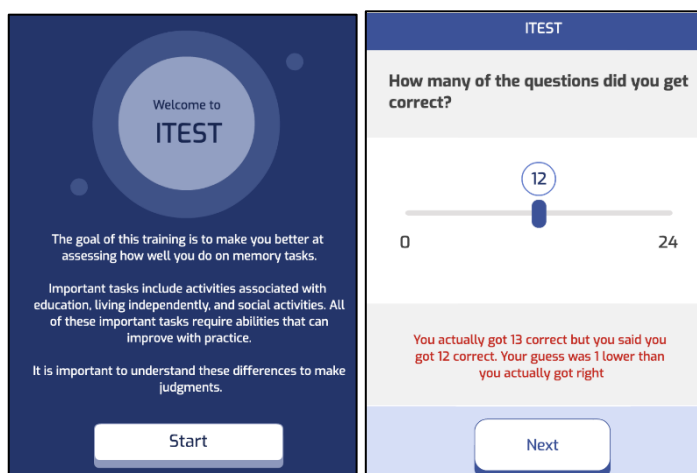 Welcome to
ITEST
The goal of this training is to make you better at
assessing how well you do on memory tasks.
Important tasks include activities associated with
education, living independently, and social activities. All
of these important tasks require abilities that can
improve with practice.
It is important to understand these differences to make
judgments.
Start
ITEST
How many of the questions did you get
correct?
12
0
24
You actually got 13 correct but you said you
got 12 correct. Your guess was 1 lower than
you actually got right
Next